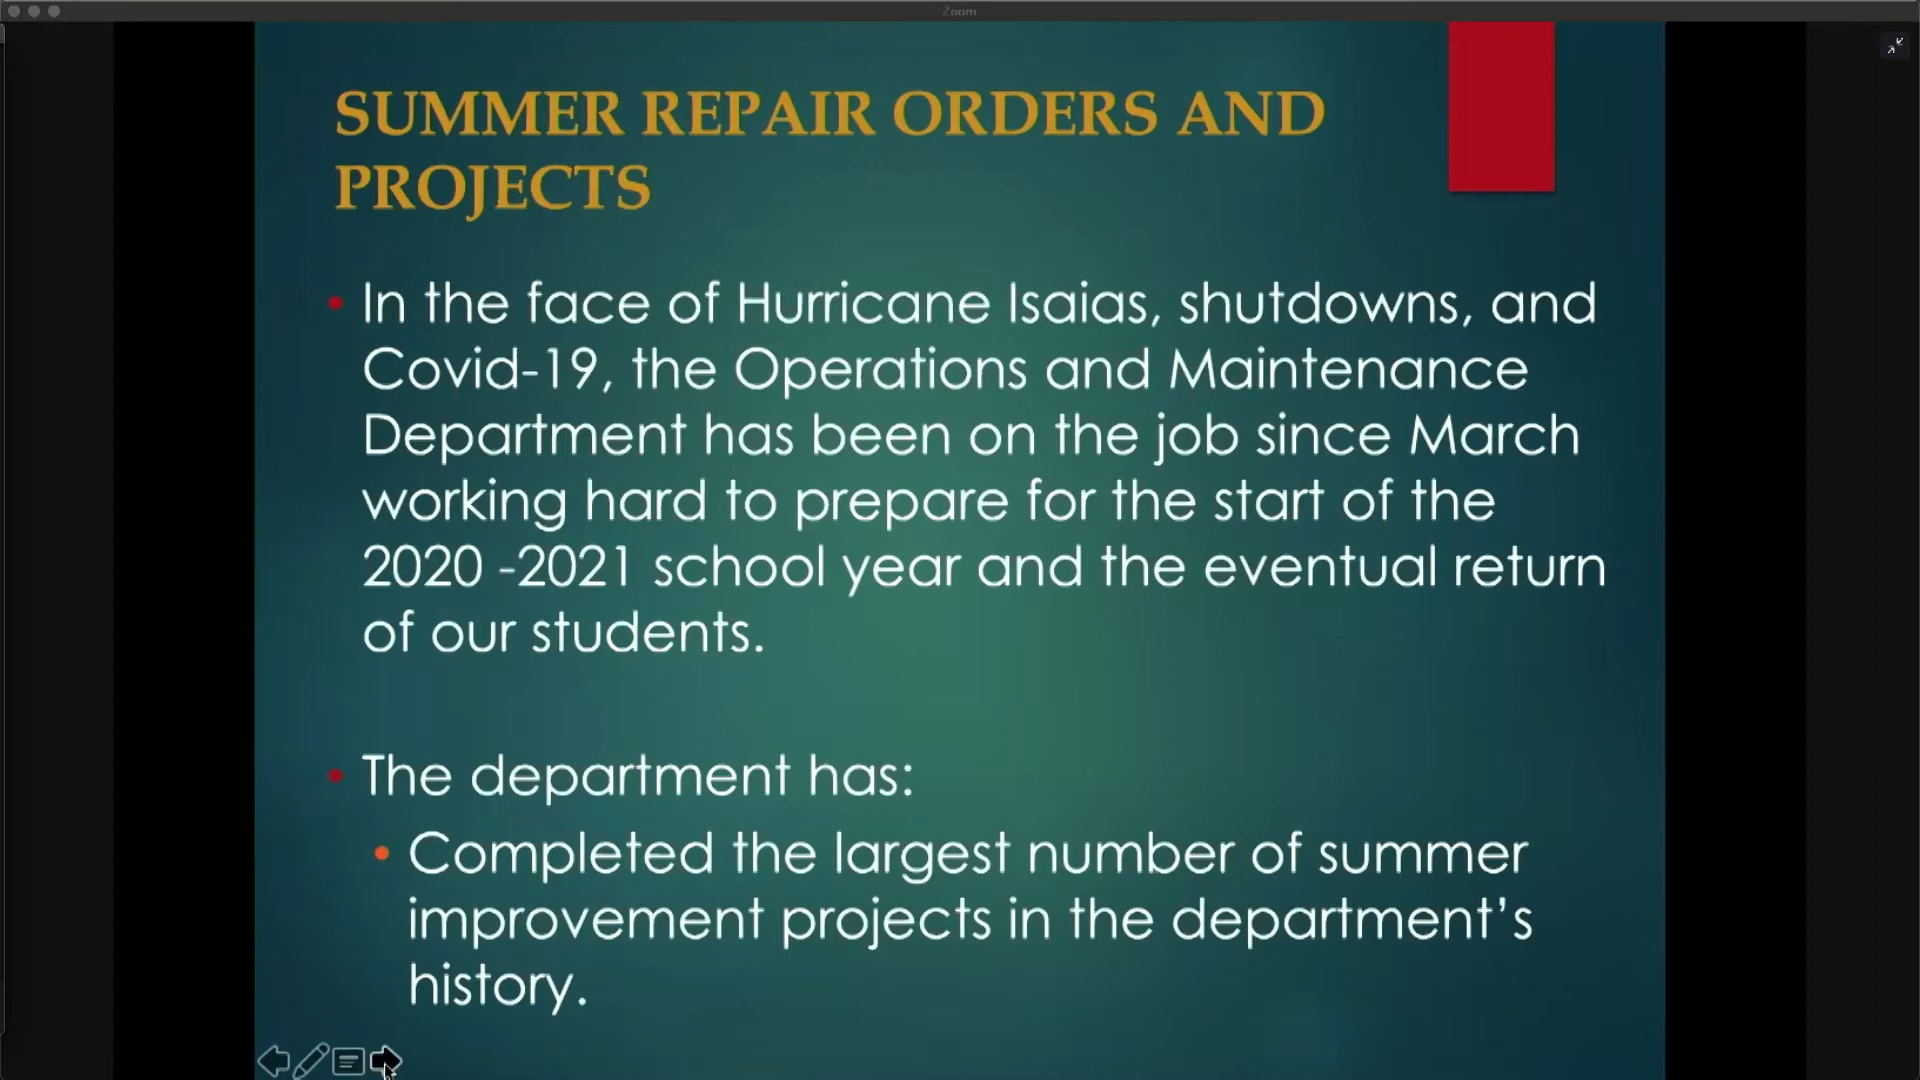 Zoom
SUMMER REPAIR ORDERS AND
PROJECTS
• In the face of Hurricane Isaias, shutdowns, and
Covid-19, the Operations and Maintenance
Department has been on the job since March
working hard to prepare for the start of the
2020 -2021 school year and the eventual return
of our students.
• The department has:
• Completed the largest number of summer
improvement projects in the department’s
history.